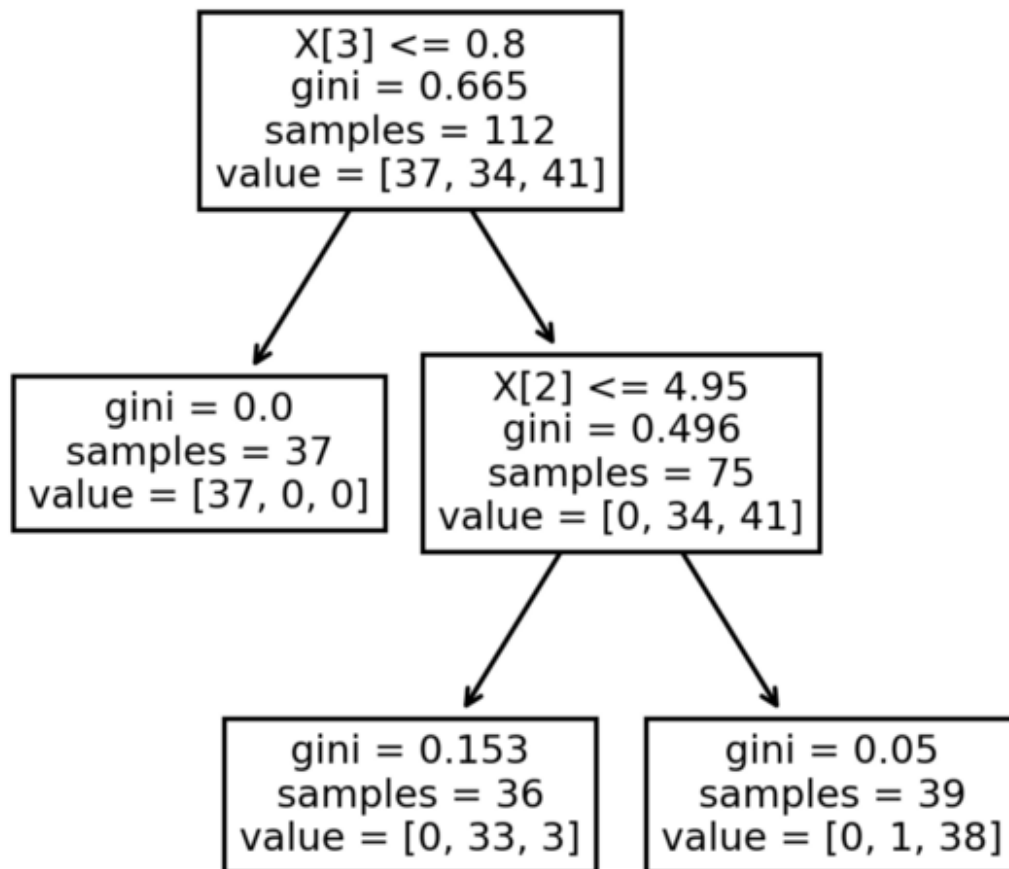 X[3] <= 0.8
gini = 0.665
samples = 112
value = [37, 34, 41]
gini = 0.0
samples = 37
value = [37, 0, 0]
X[2] <= 4.95
gini = 0.496
samples = 75
value = [0, 34, 41]
gini = 0.153
samples = 36
value = [0, 33, 3]
gini = 0.05
samples = 39
value = [0, 1, 38]